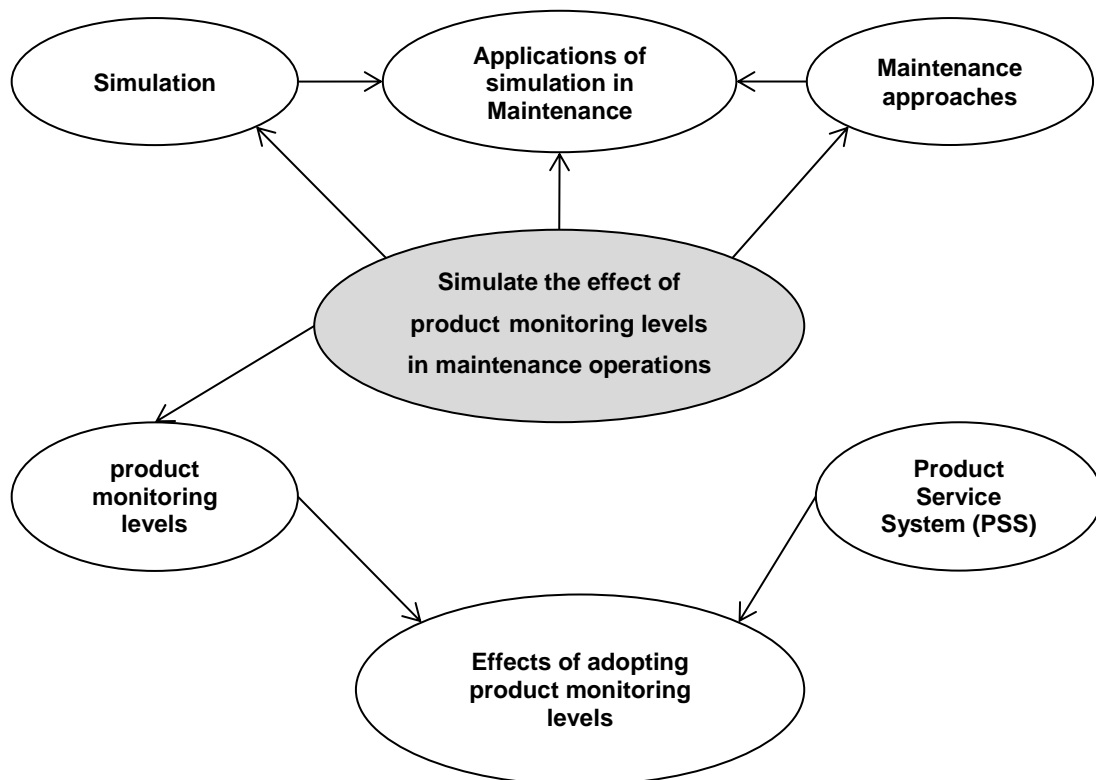 Simulation
Applications of
simulation in
Maintenance
Maintenance
approaches
Simulate the effect of
product monitoring levels
in maintenance operations
product
monitoring
levels
Product
Service
System (PSS)
Effects of adopting
product monitoring
levels